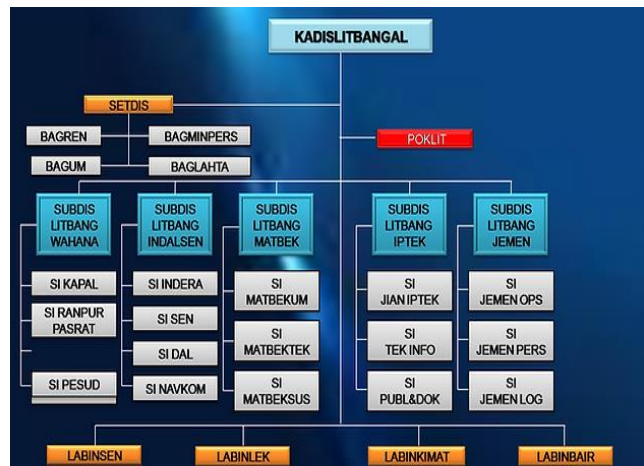 KADISLITBANGAL
SETDIS
BAGREN
BAGMINPERS
POKLIT
BAGUM
BAGLAHTA
SUBDIS
LITBANG
WAHANA
SUBDIS
LITBANG
INDALSEN
SUBDIS
LITBANG
MATBEK
SUBDIS
LITBANG
IPTEK
SUBDIS
LITBANG
JEMEN
SI KAPAL
SI RANPUR
PASRAT
SI PESUD
SI INDERA
SI SEN
SI DAL
SI NAVKOM
SI
MATBEKUM
SI
MATBEKTEK
SI
MATBEKSUS
SI
JIAN IPTEK
SI
TEK INFO
SI
PUBL&DOK
SI
JEMEN OPS
SI
JEMEN PERS
SI
JEMEN LOG
LABINSEN
LABINLEK
LABINKIMAT
LABINBAIR